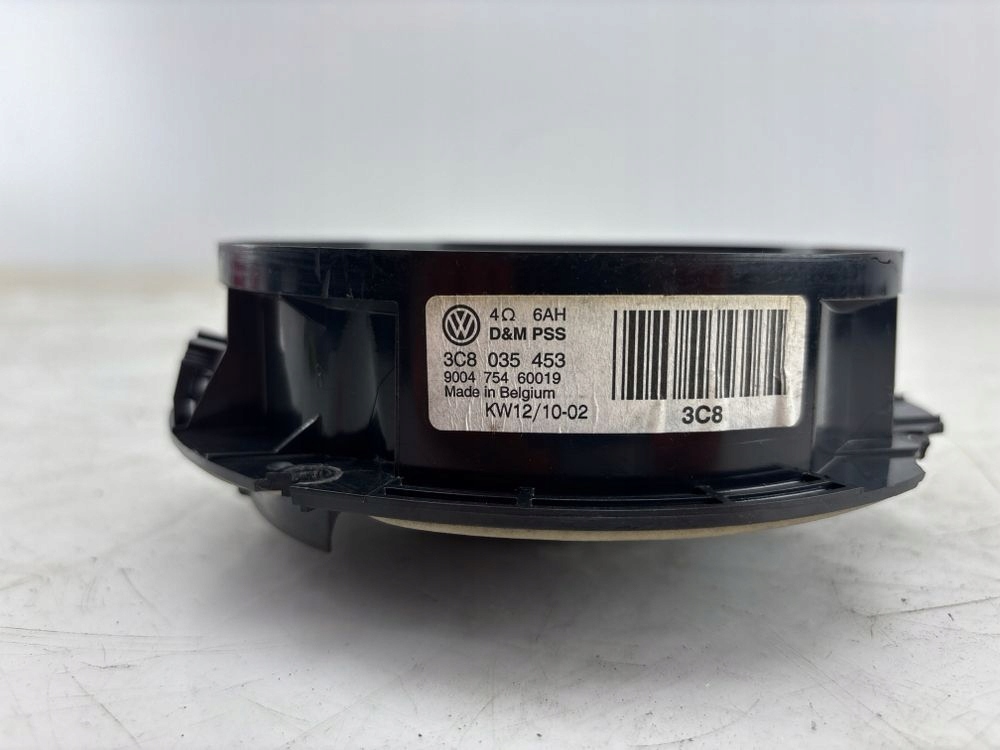 4Ω 6AH
D&M PSS
3C8 035 453
9004 754 60019
Made in Belgium
KW12/10-02
3C8